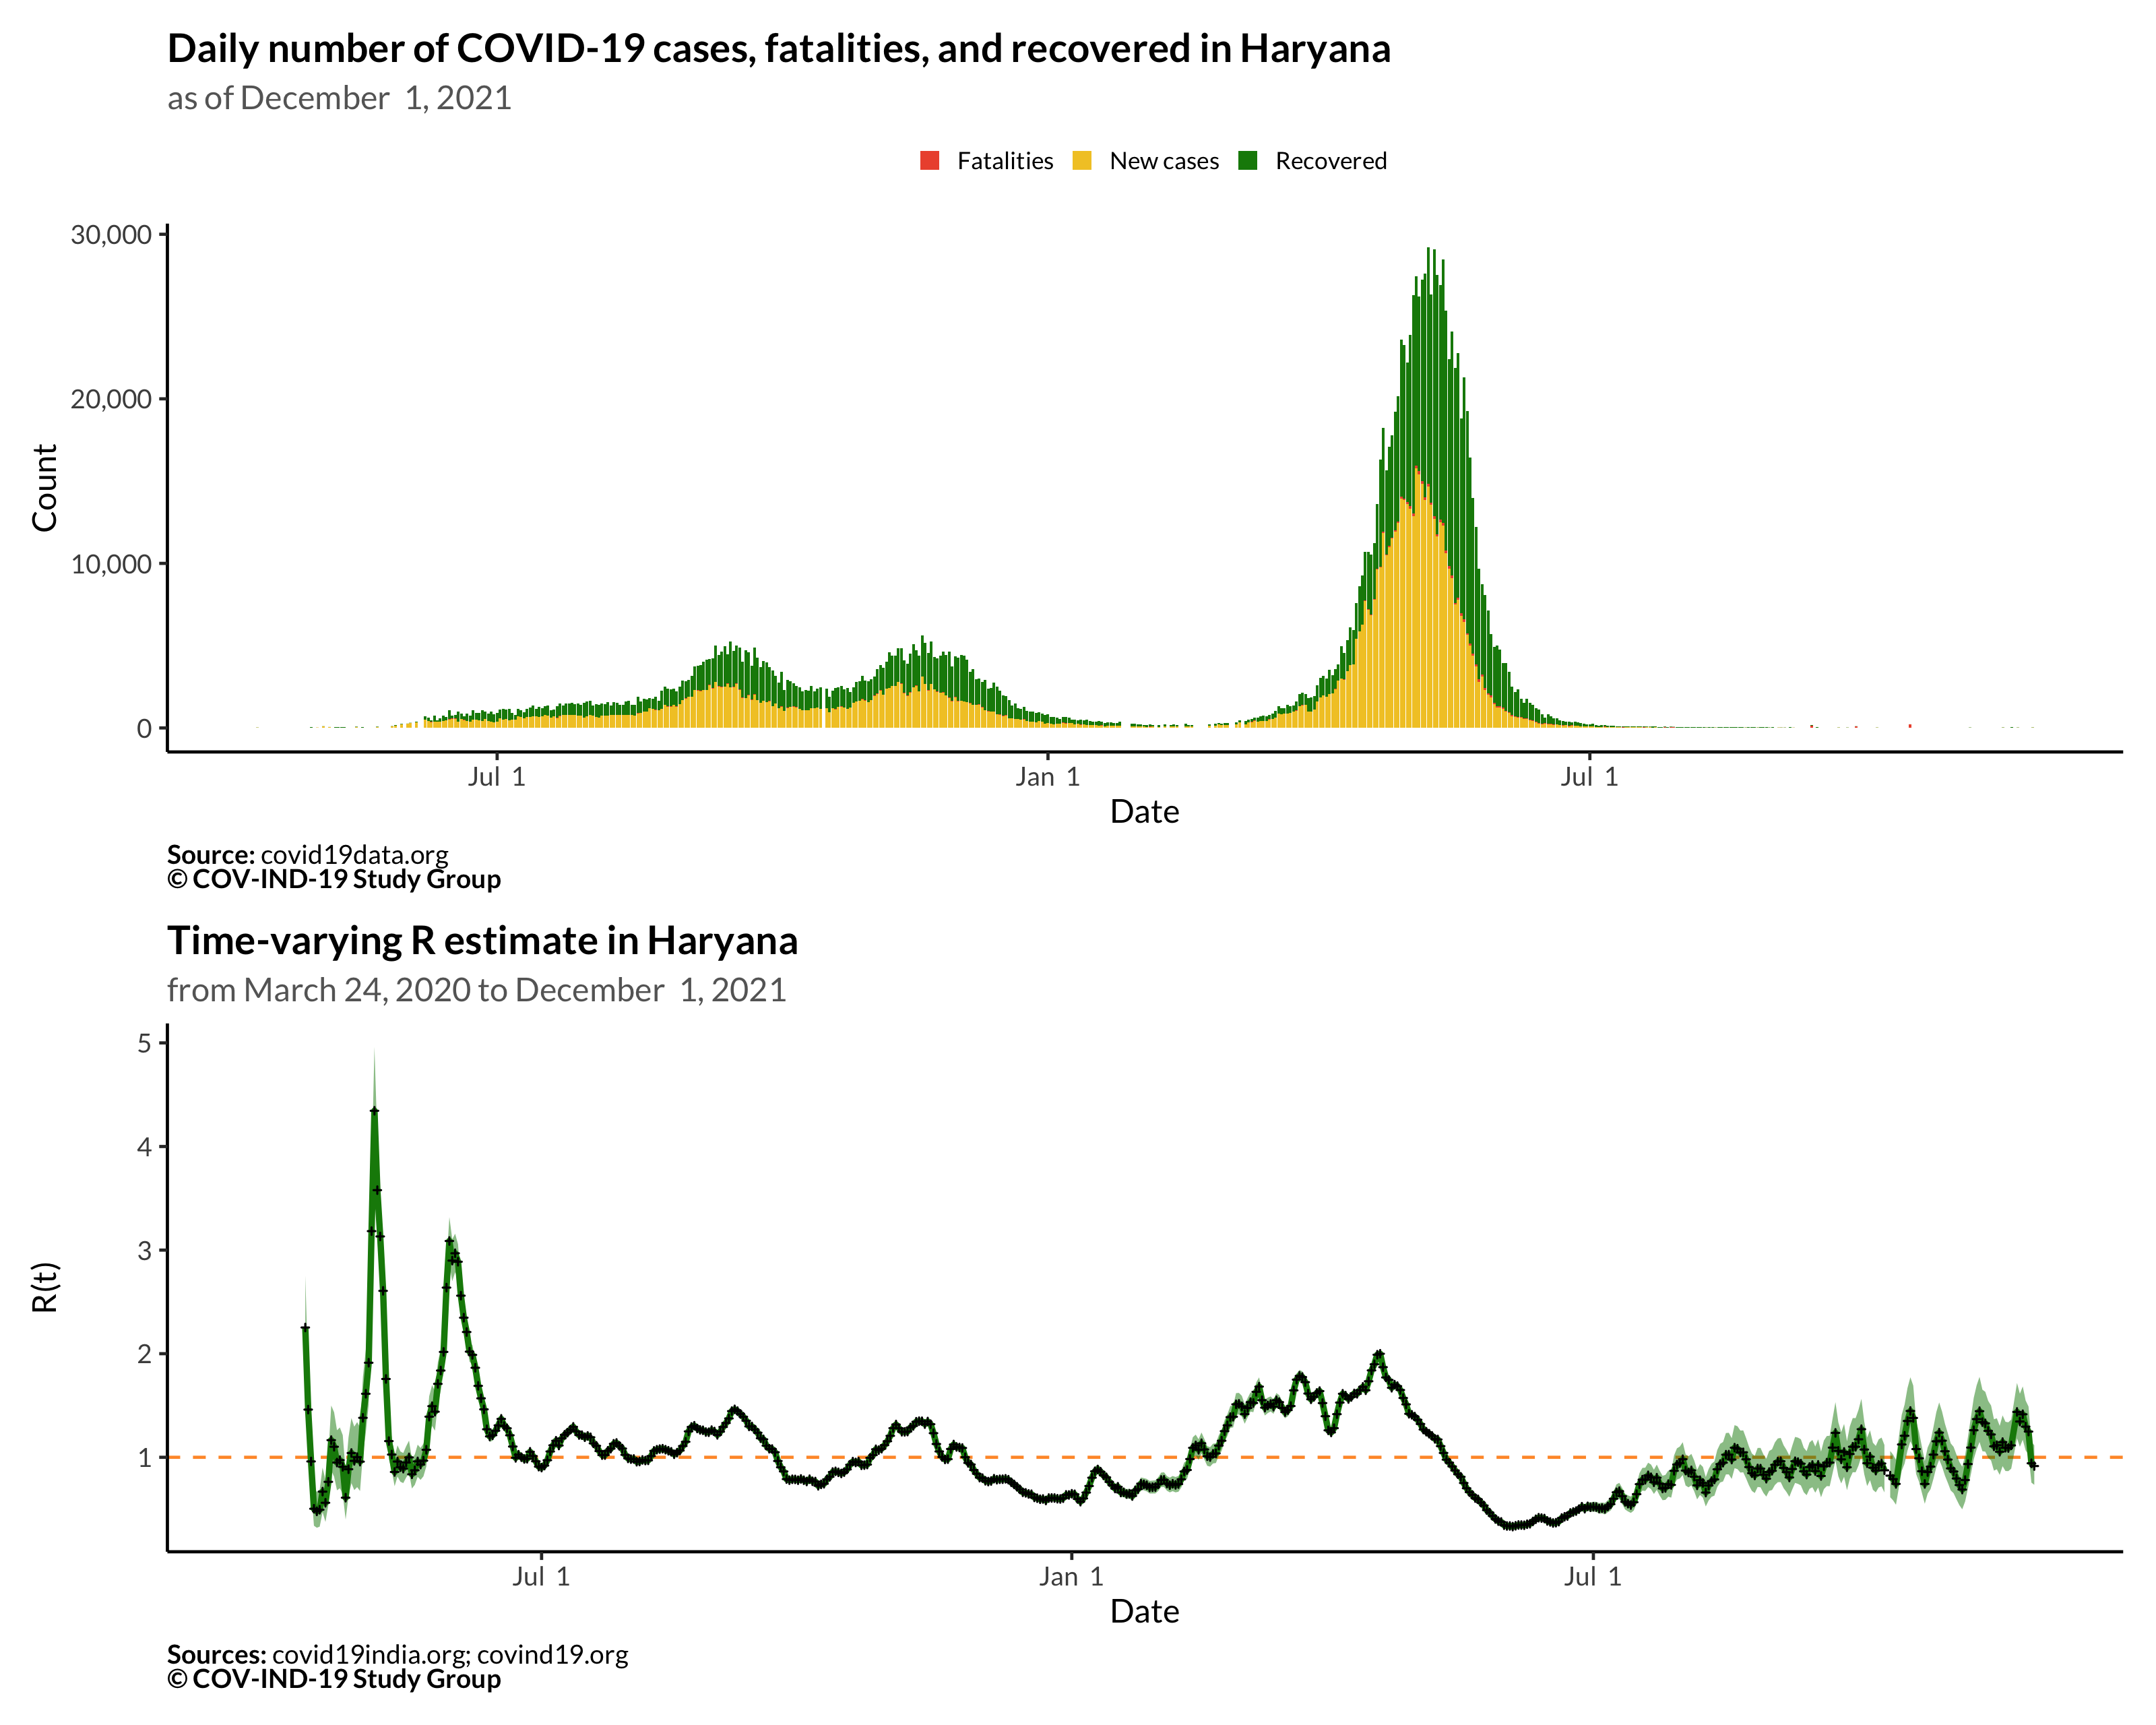 Daily number of COVID-19 cases, fatalities, and recovered in Haryana
as of December 1, 2021
Fatalities New cases Recovered
30,000
20,000
10,000
0
Count
Jul 1 Jan 1 Jul 1
Date
Source: covid19data.org
© COV-IND-19 Study Group
Time-varying R estimate in Haryana
from March 24, 2020 to December 1, 2021
5
4
3
2
1
R(t)
Jul 1 Jan 1 Jul 1
Date
Sources: covid19india.org; covind19.org
© COV-IND-19 Study Group